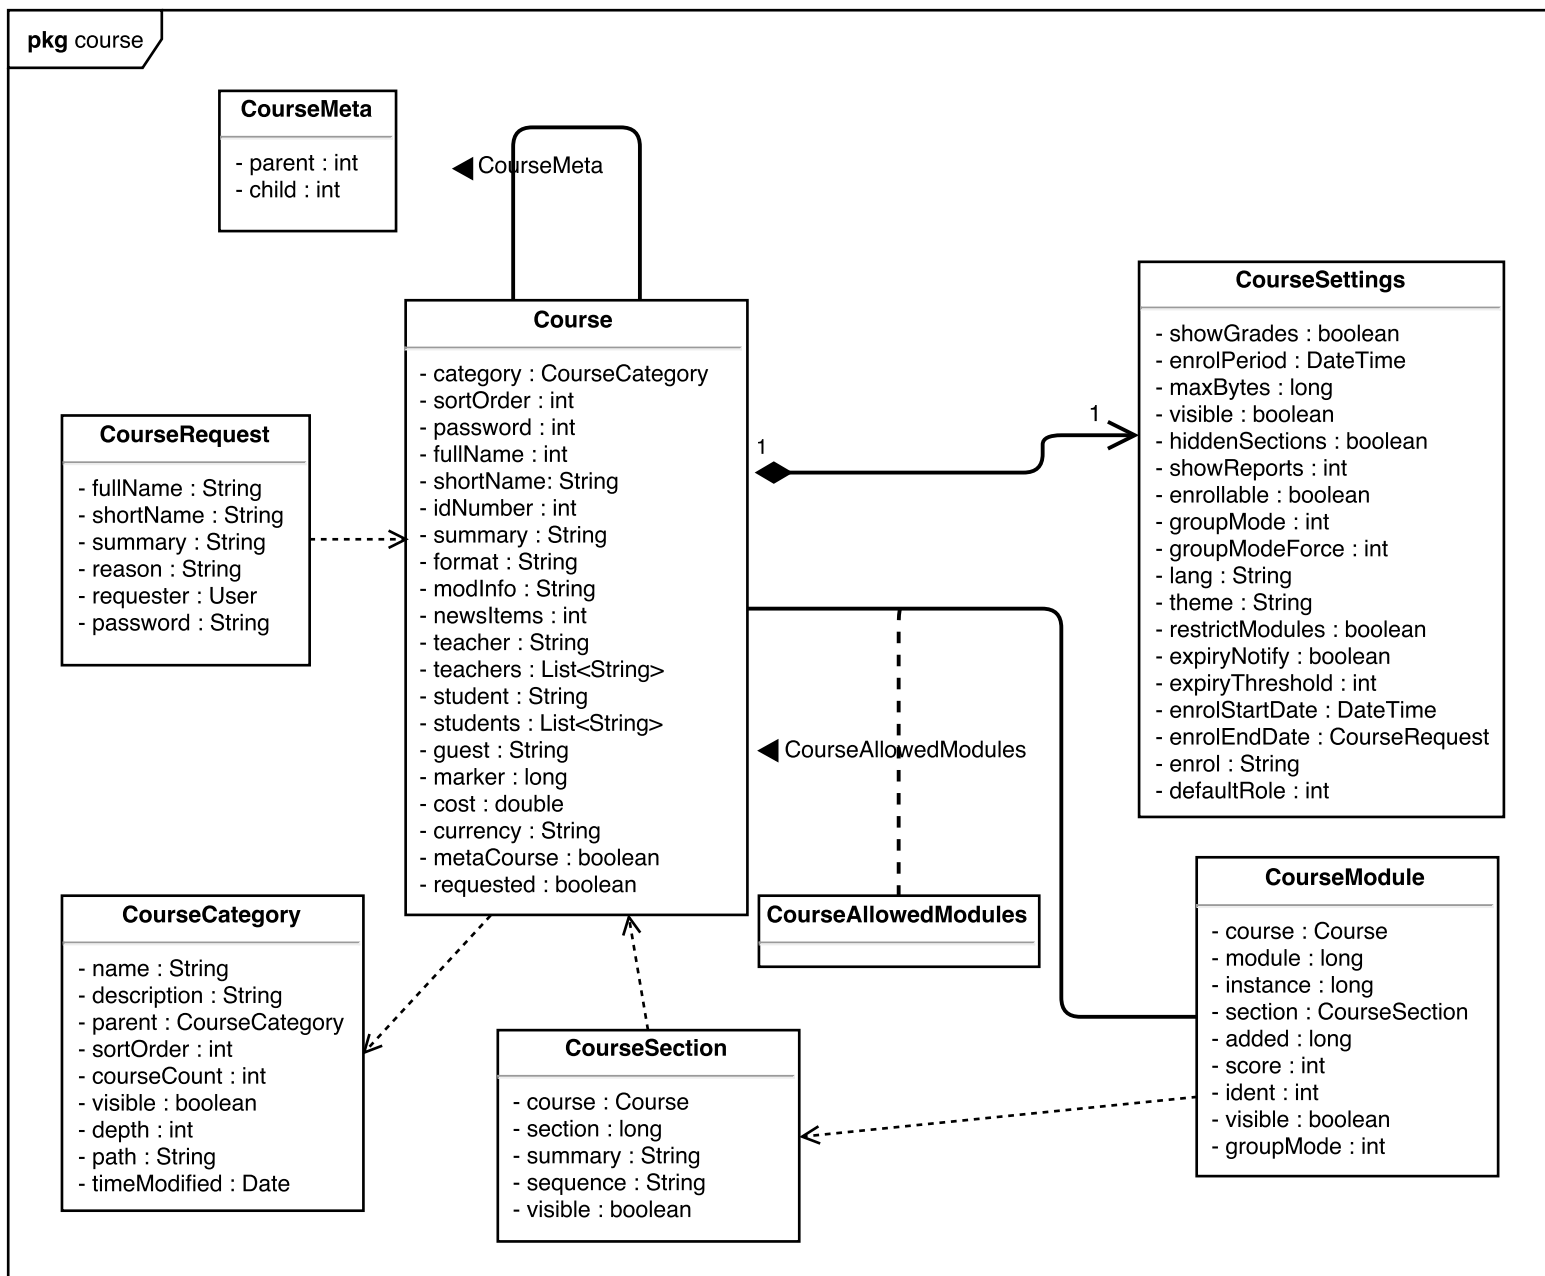 pkg course
CourseMeta
- parent : int
- child : int
CourseMeta
Course
- category : CourseCategory
- sortOrder : int
- password : int
- fullName : int
- shortName: String
- idNumber : int
- summary : String
- format : String
- modInfo : String
- newsItems : int
- teacher : String
- teachers : List<String>
- student : String
- students : List<String>
- guest : String
- marker : long
- cost : double
- currency : String
- metaCourse : boolean
- requested : boolean
1
1
CourseSettings
- showGrades : boolean
- enrolPeriod : DateTime
- maxBytes : long
- visible : boolean
- hiddenSections : boolean
- showReports : int
- enrollable : boolean
- groupMode : int
- groupModeForce : int
- lang : String
- theme : String
- restrictModules : boolean
- expiryNotify : boolean
- expiryThreshold : int
- enrolStartDate : DateTime
- enrolEndDate : CourseRequest
- enrol : String
- defaultRole : int
CourseRequest
- fullName : String
- shortName : String
- summary : String
- reason : String
- requester : User
- password : String
CourseAllowedModules
CourseAllowedModules
CourseCategory
- name : String
- description : String
- parent : CourseCategory
- sortOrder : int
- courseCount : int
- visible : boolean
- depth : int
- path : String
- timeModified : Date
CourseSection
- course : Course
- section : long
- summary : String
- sequence : String
- visible : boolean
CourseModule
- course : Course
- module : long
- instance : long
- section : CourseSection
- added : long
- score : int
- ident : int
- visible : boolean
- groupMode : int